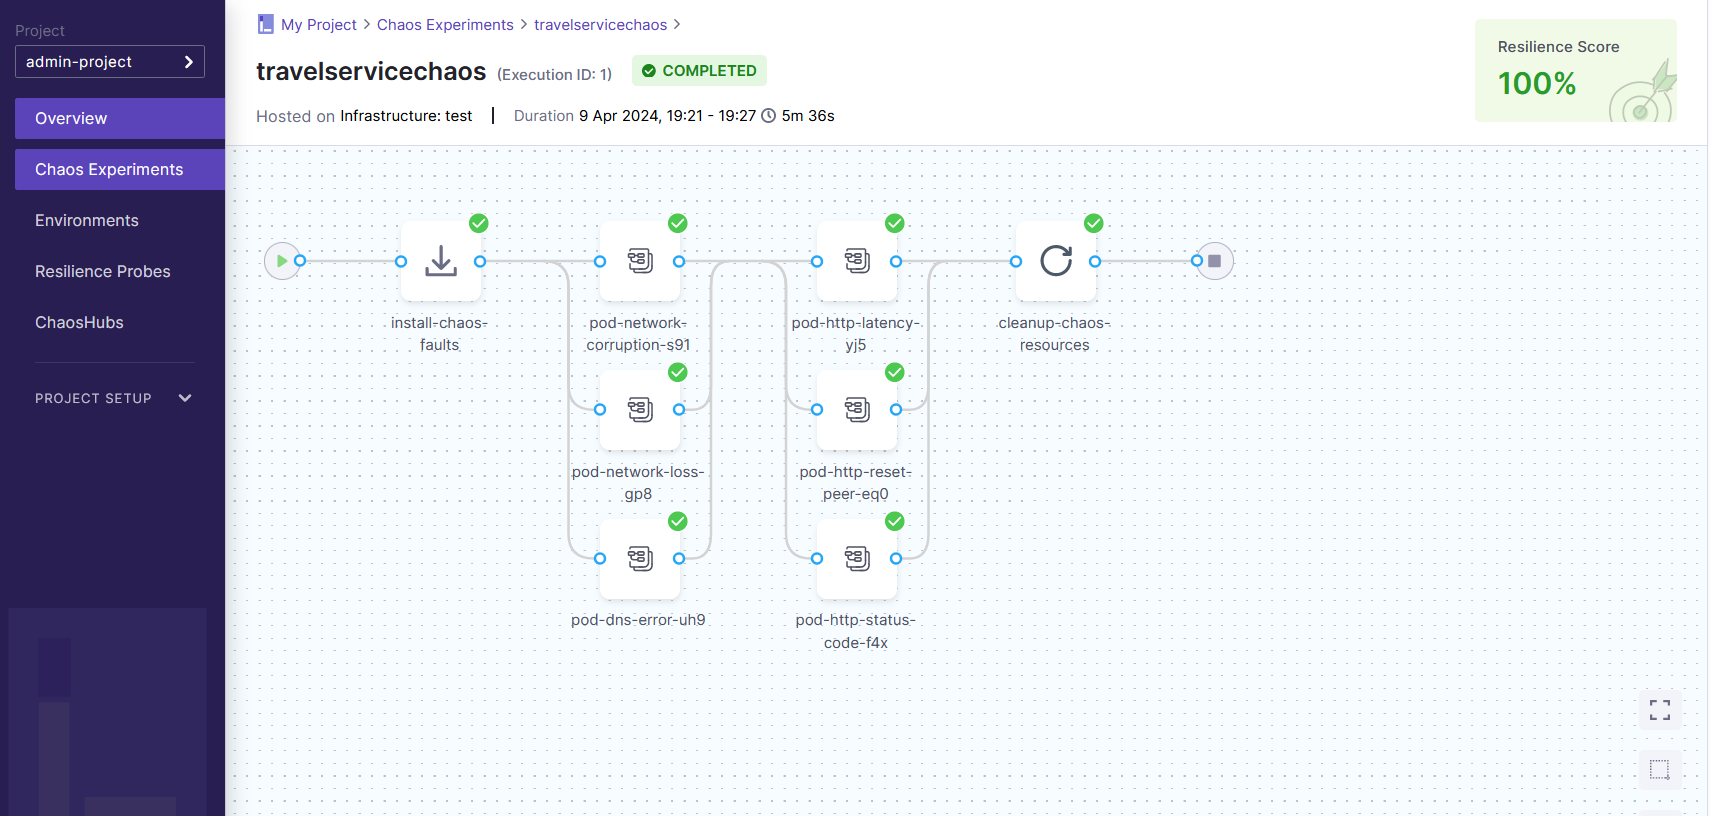 Project
admin-project
Overview
Chaos Experiments
Environments
Resilience Probes
ChaosHubs
PROJECT SETUP
My Project > Chaos Experiments > travelservicechaos >
travelservicechaos (Execution ID: 1) COMPLETED
Hosted on Infrastructure: test | Duration 9 Apr 2024, 19:21 - 19:27 5m 36s
Resilience Score
100%
install-chaos-
faults
pod-network-
corruption-s91
pod-http-latency-
yj5
cleanup-chaos-
resources
pod-network-loss-
gp8
pod-http-reset-
peer-eq0
pod-dns-error-uh9
pod-http-status-
code-f4x